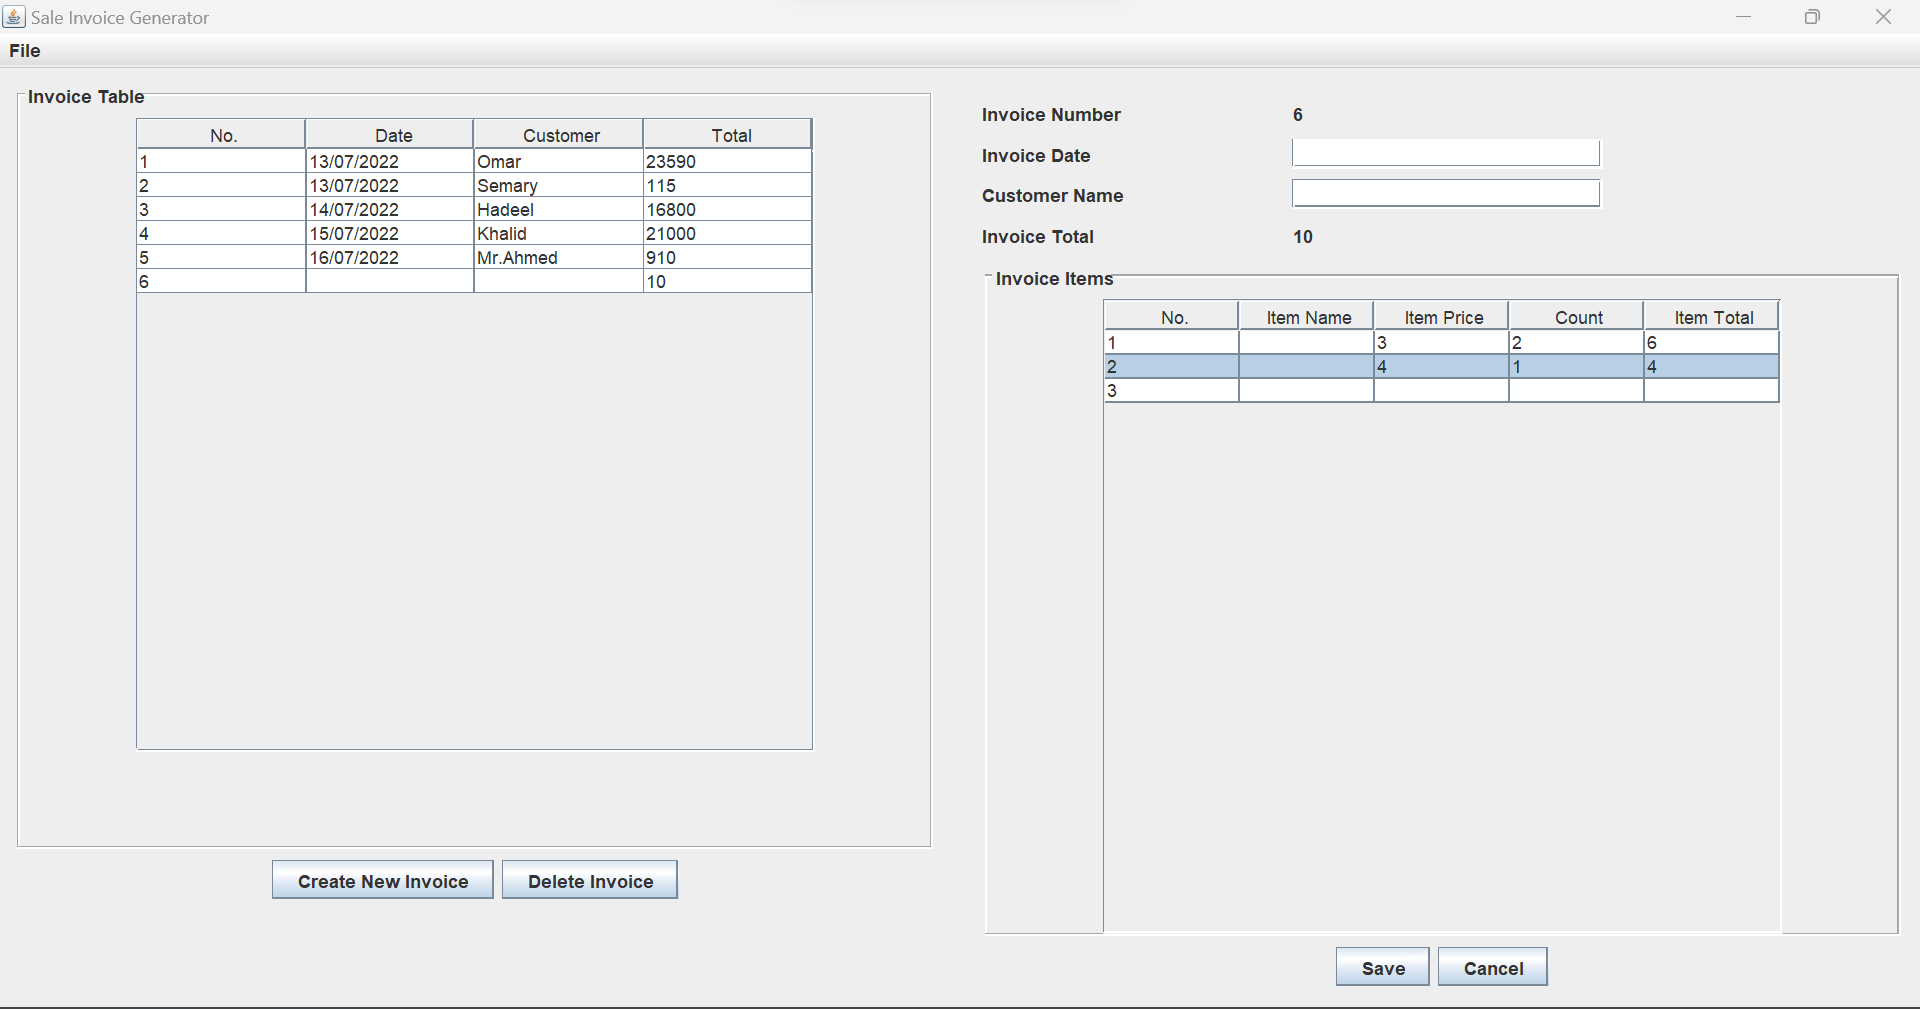 Sale Invoice Generator
File
Invoice Table
No. Date Customer Total
1 13/07/2022 Omar 23590
2 13/07/2022 Semary 115
3 14/07/2022 Hadeel 16800
4 15/07/2022 Khalid 21000
5 16/07/2022 Mr.Ahmed 910
6 10
Create New Invoice Delete Invoice
Invoice Number 6
Invoice Date
Customer Name
Invoice Total 10
Invoice Items
No. Item Name Item Price Count Item Total
1 3 2 6
2 4 1 4
3
Save Cancel